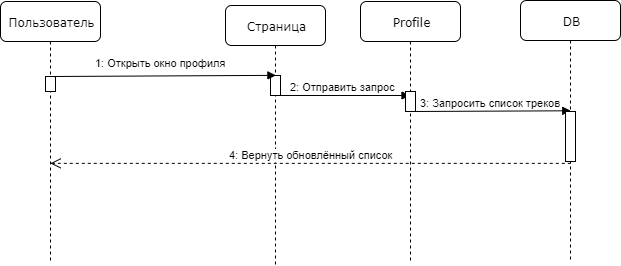 Пользователь
Страница
Profile
DB
1: Открыть окно профиля
2: Отправить запрос
3: Запросить список треков
4: Вернуть обновлённый список